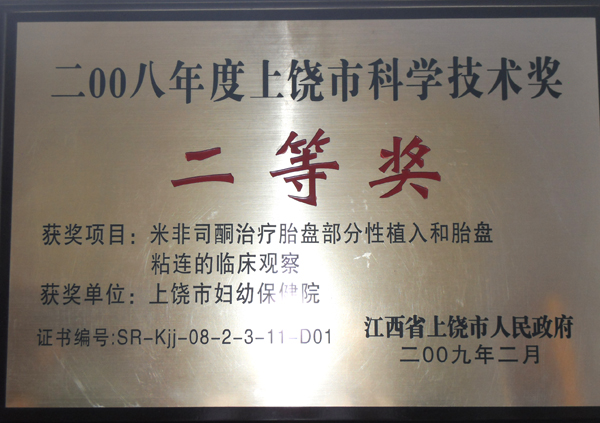 二00八年度上饶市科学技术奖
二等奖
获奖项目：米非司酮治疗胎盘部分性植入和胎盘
粘连的临床观察
获奖单位：上饶市妇幼保健院
证书编号:SR-Kjj-08-2-3-11-D01
江西省上饶市人民政府
二00九年二月